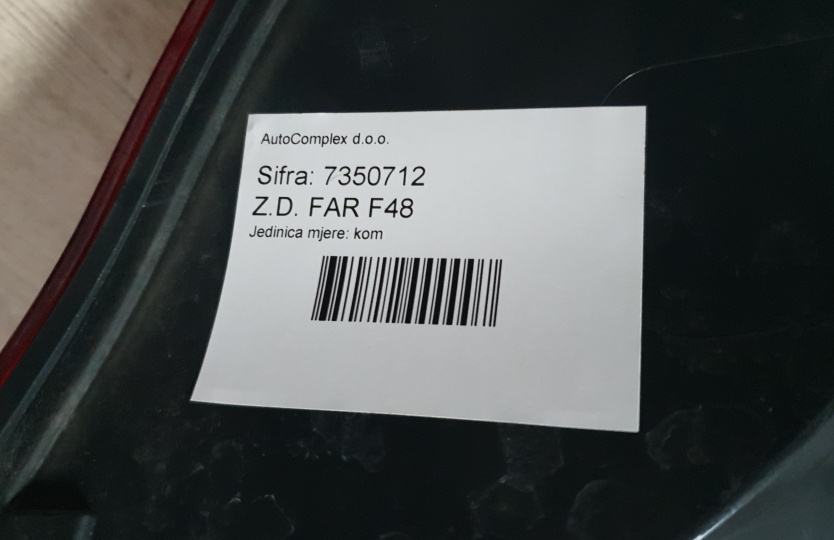 AutoComplex d.o.o.
Sifra: 7350712
Z.D. FAR F48
Jedinica mjere: kom